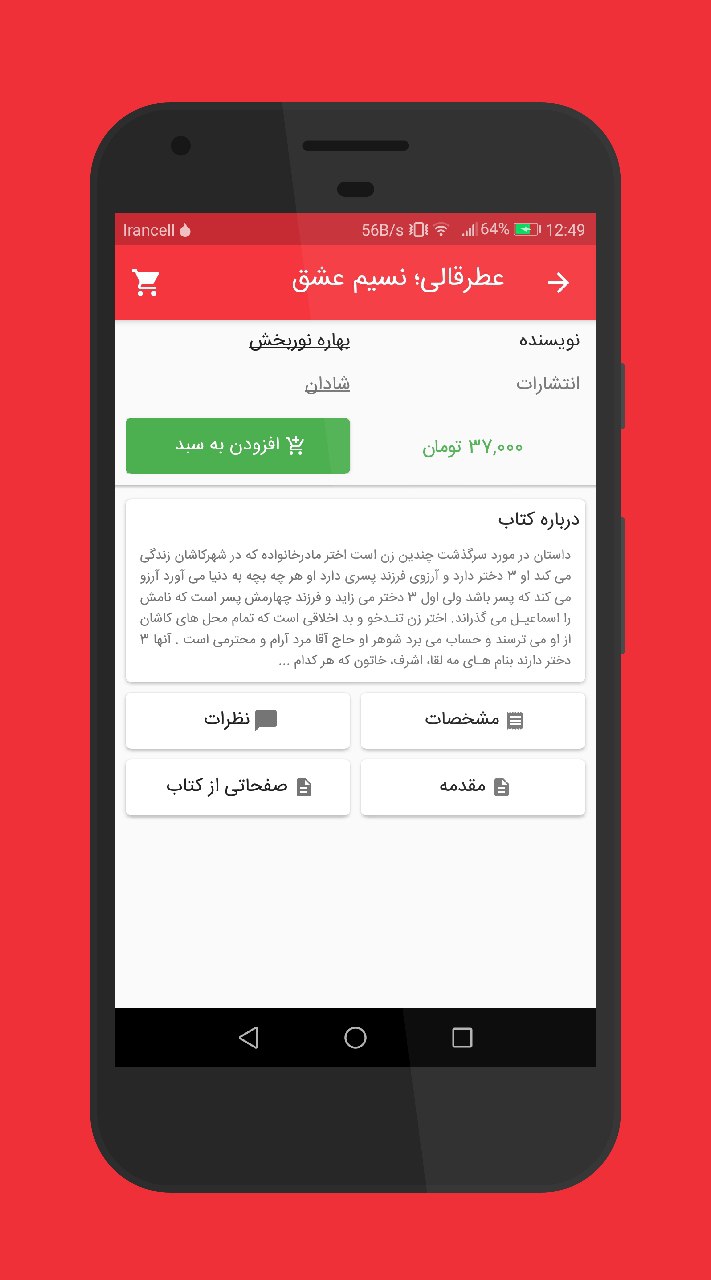 Irancell 56B/s 64% 12:49
عطرقالی؛ نسیم عشق
نویسنده بهاره نوربخش
انتشارات شادان
۳۷,۰۰۰ تومان افزودن به سبد
درباره کتاب
داستان در مورد سرگذشت چندین زن است اختر مادرخانواده که در شهرکاشان زندگی
می کند او ۳ دختر دارد و آرزوی فرزند پسری دارد او هر چه بچه به دنیا می آورد آرزو
می کند که پسر باشد ولی اول ۳ دختر می زاید و فرزند چهارمش پسر است که نامش
را اسماعیـل می گذراند. اختر زن تنـدخو و بد اخلاقی است که تمام محل های کاشان
از او می ترسند و حساب می برد شوهر او حاج آقا مرد آرام و محترمی است . آنها ۳
دختر دارند بنام هـای مه لقا، اشرف، خاتون که هر کدام ...
مشخصات نظرات
مقدمه صفحاتی از کتاب